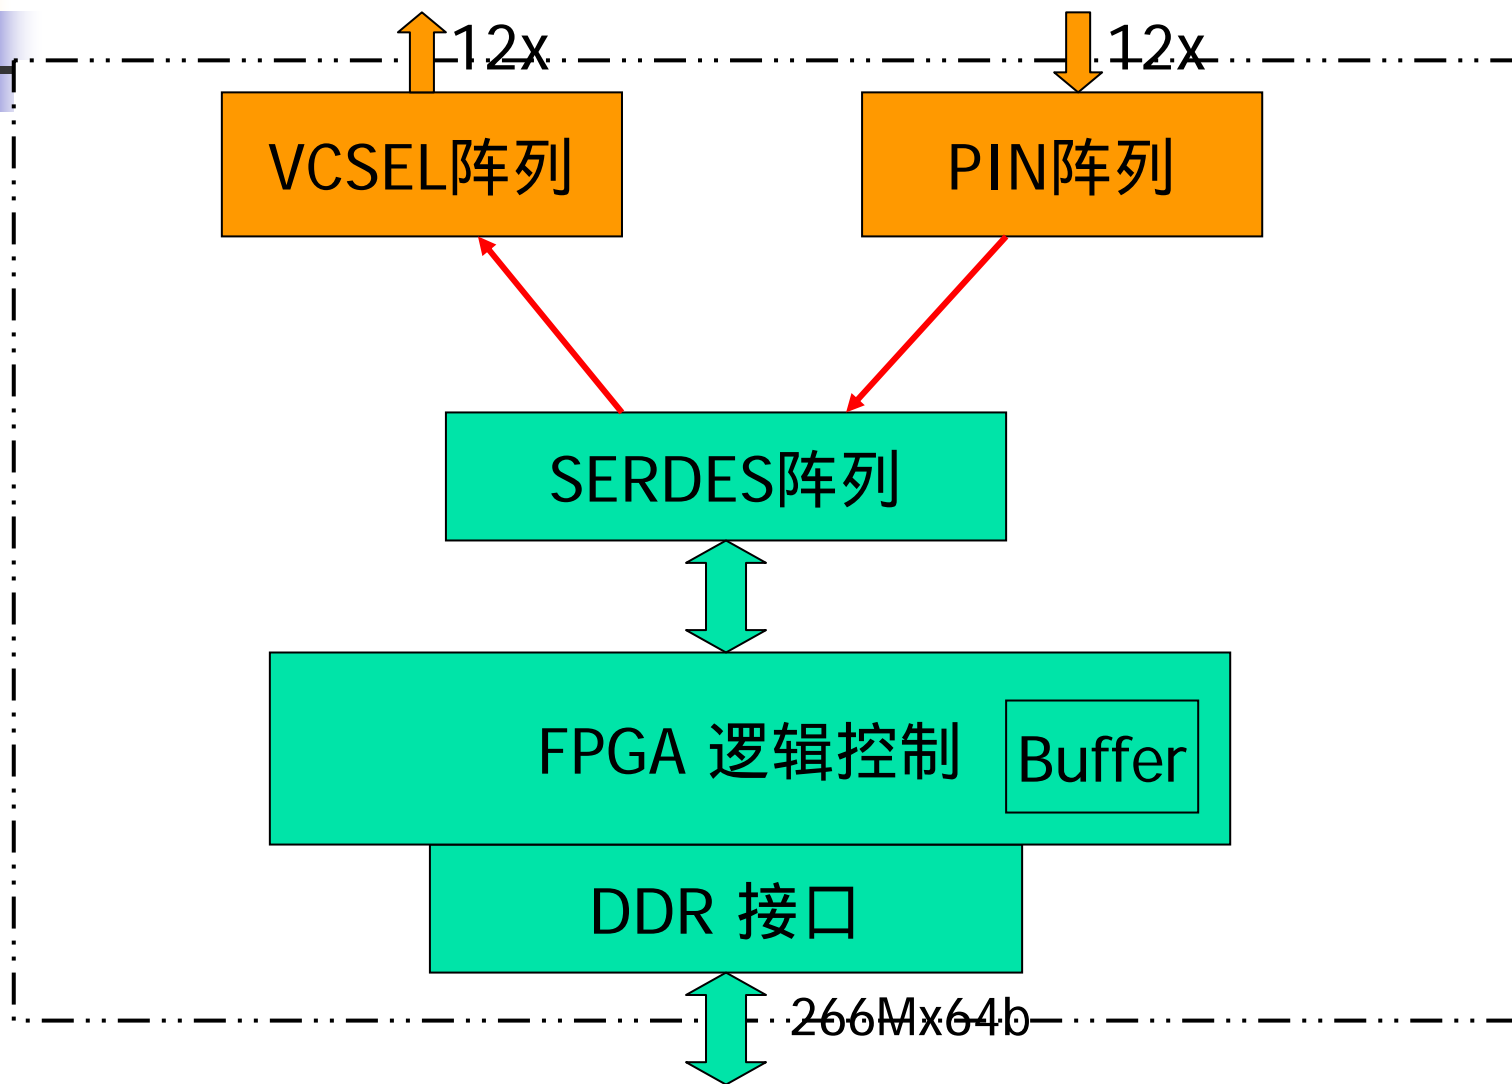 12x
12x
VCSEL阵列
PIN阵列
SERDES阵列
FPGA 逻辑控制
Buffer
DDR 接口
266Mx64b